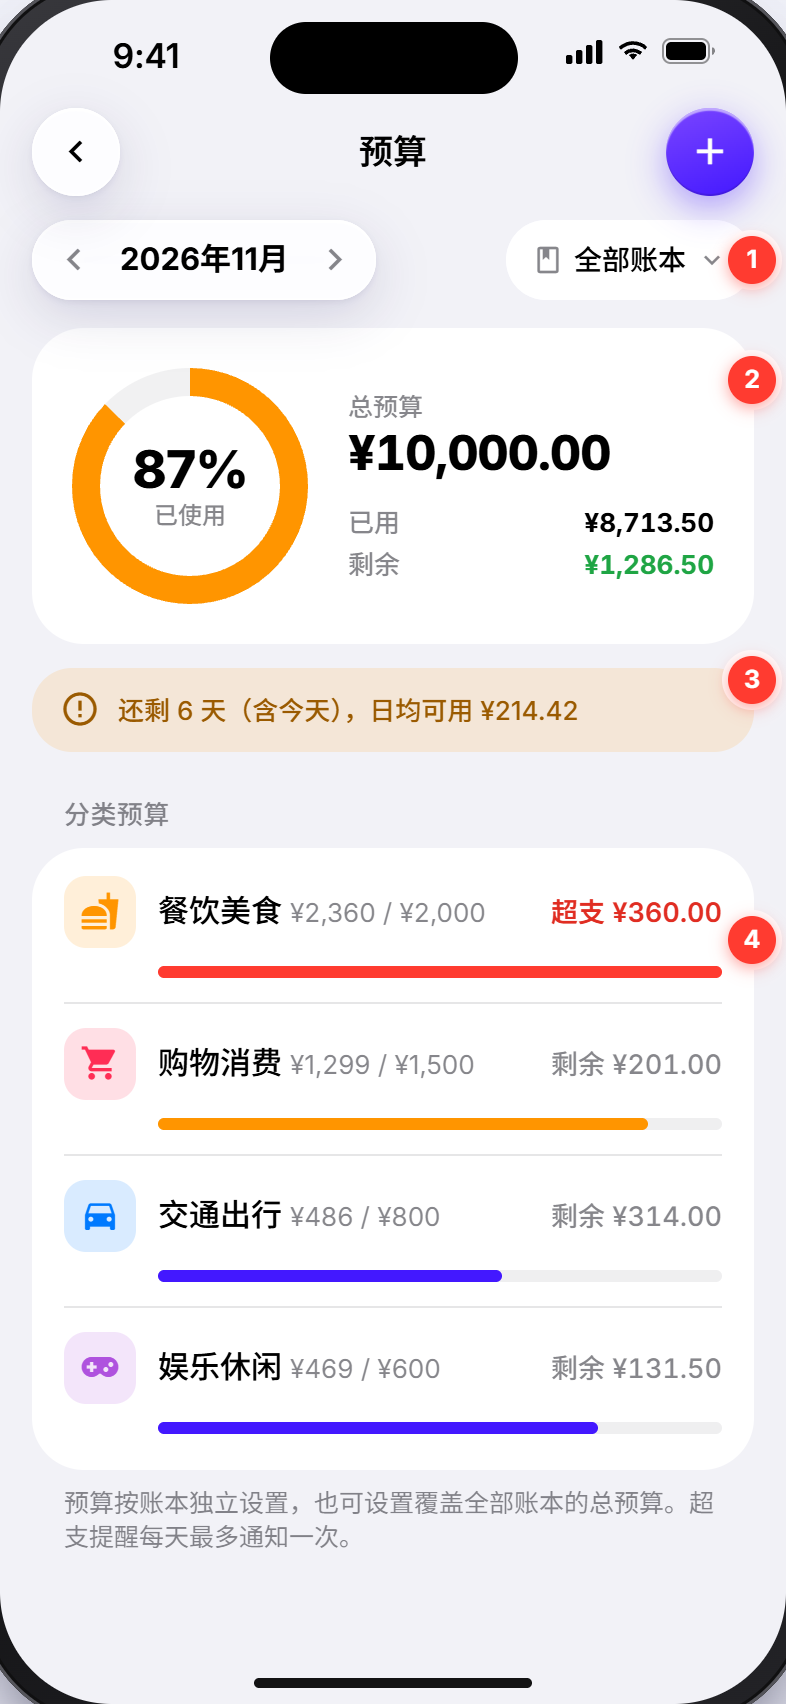 9:41
预算
2026年11月
全部账本
1
2
87%
已使用
总预算
¥10,000.00
已用 ¥8,713.50
剩余 ¥1,286.50
3
还剩 6 天（含今天），日均可用 ¥214.42
分类预算
餐饮美食 ¥2,360 / ¥2,000 超支 ¥360.00
4
购物消费 ¥1,299 / ¥1,500 剩余 ¥201.00
交通出行 ¥486 / ¥800 剩余 ¥314.00
娱乐休闲 ¥469 / ¥600 剩余 ¥131.50
预算按账本独立设置，也可设置覆盖全部账本的总预算。超
支提醒每天最多通知一次。